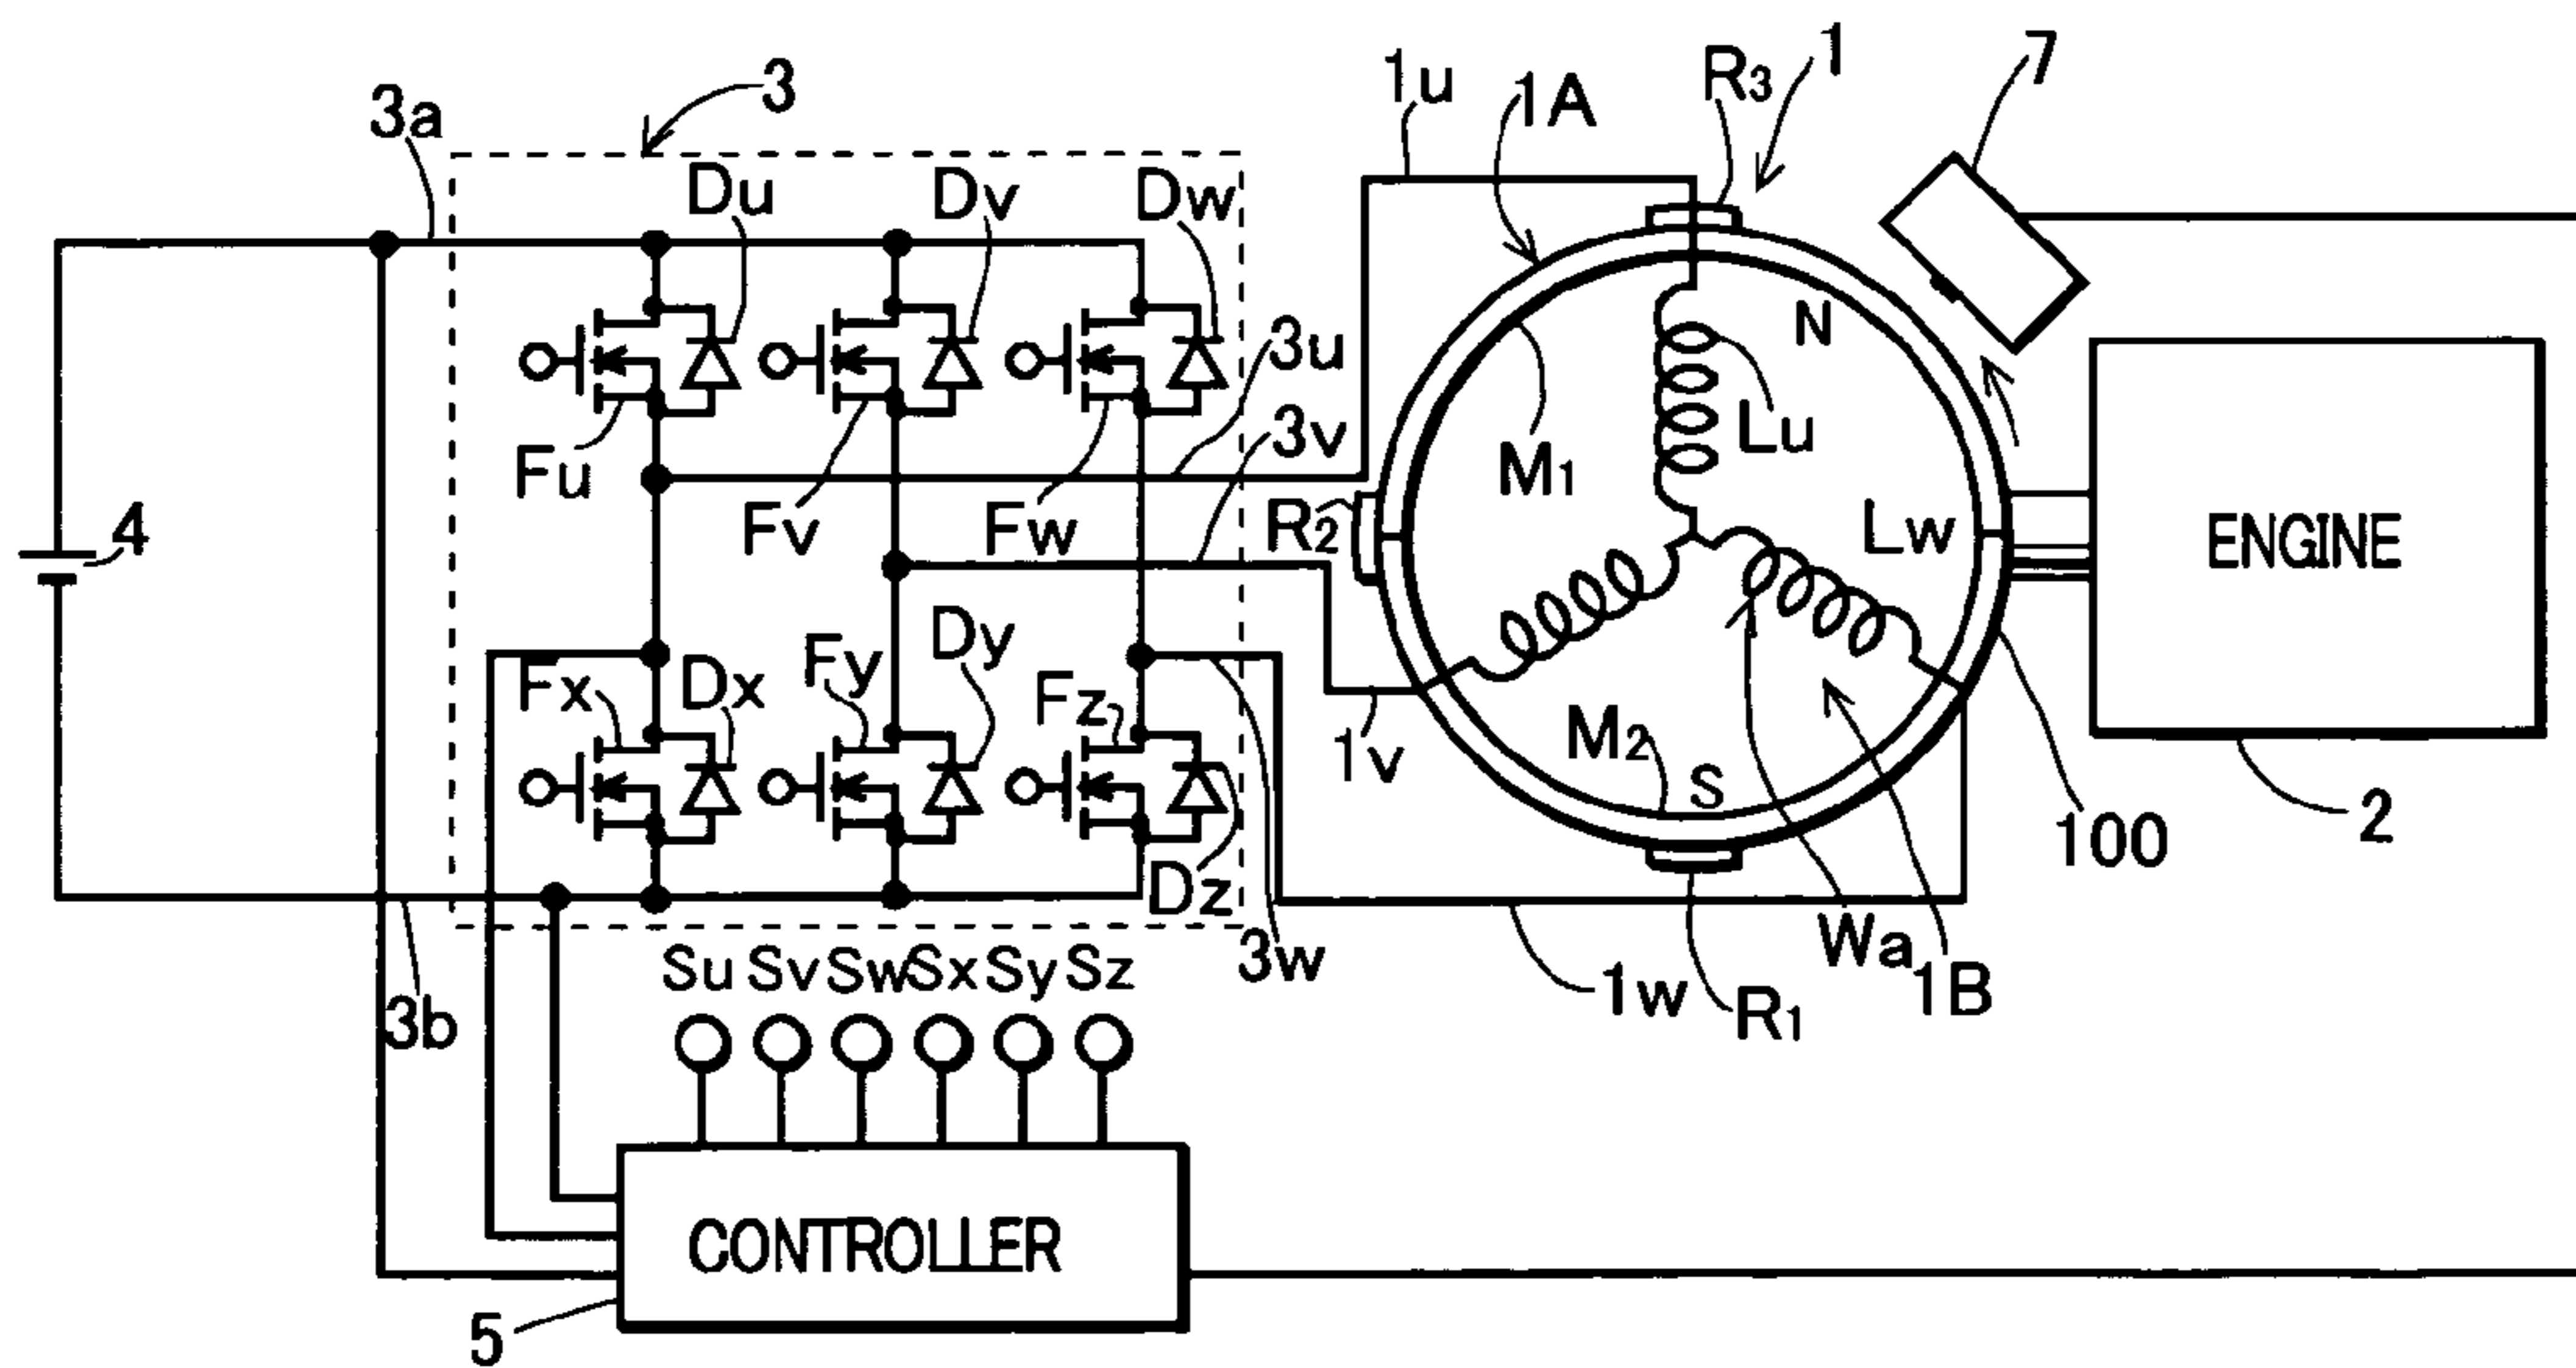 3
3a
1u
1A
R3
1
7
Du
Dv
Dw
N
3u
Lu
3v
M1
Fu
Fv
Fw
R2
Lw
ENGINE
4
Fx
Dx
Fy
Dy
Fz
1v
M2
S
100
2
Dz
3w
Wa
1B
1w
R1
3b
Su Sv Sw Sx Sy Sz
CONTROLLER
5